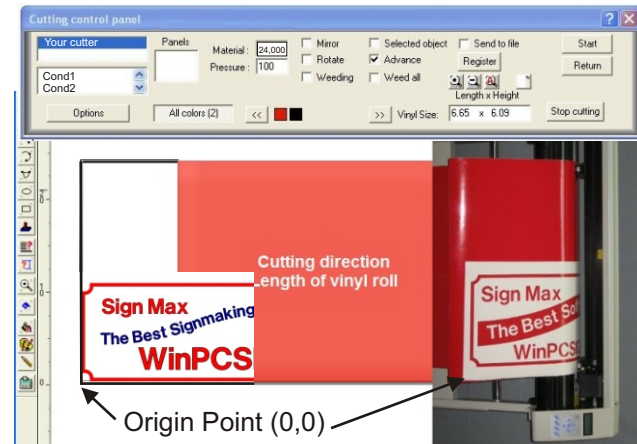 Cutting control panel
Your cutter
Panels
Material : 24,000
Mirror
Selected object
Send to file
Start
Pressure : 100
Rotate
Advance
Register
Return
Cond1
Weeding
Weed all
Cond2
Length x Height
Options
All colors (2)
<<
>>
Vinyl Size: 6.65 x 6.09
Stop cutting
Cutting direction
Length of vinyl roll
Sign Max
The Best Signmaking
WinPCS
Sign Max
The Best So
WinPCSI
Origin Point (0,0)